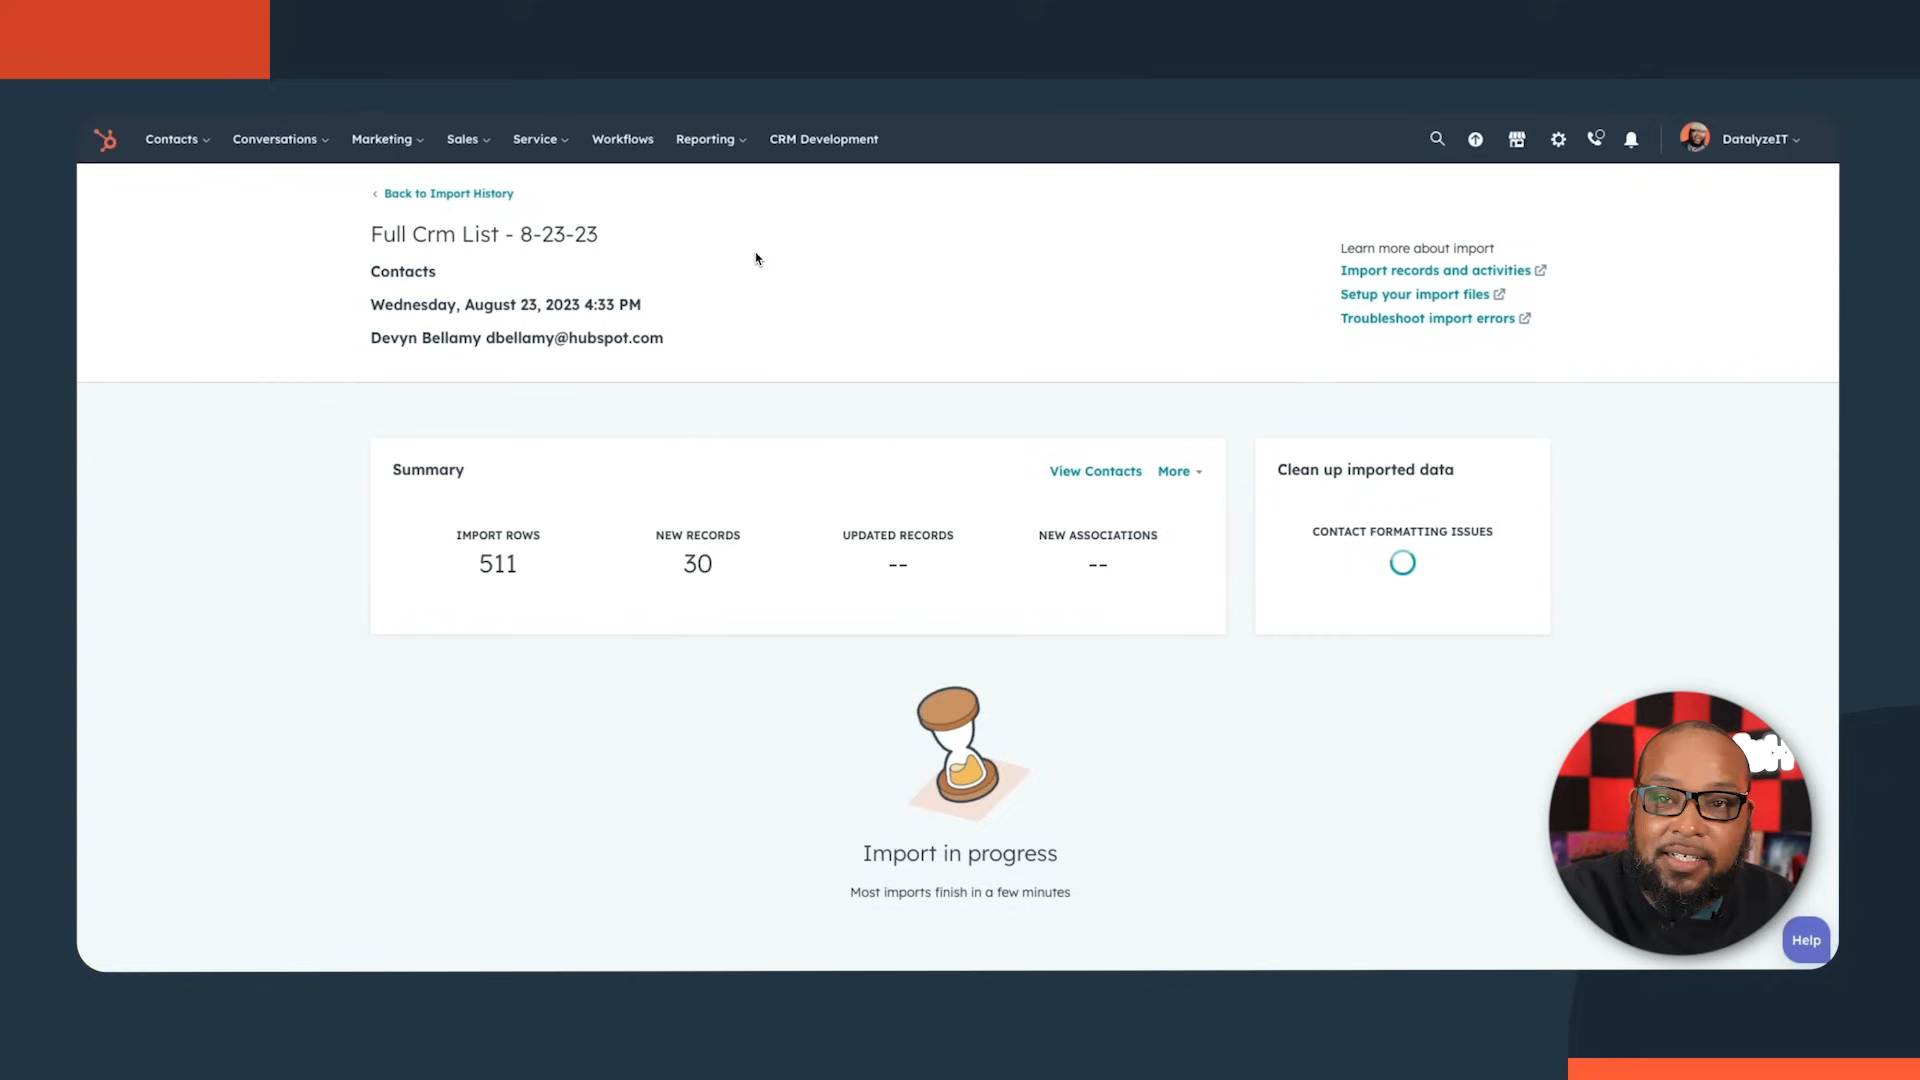 Contacts Conversations Marketing Sales Service Workflows Reporting CRM Development DatalyzeIT
Back to Import History
Full Crm List - 8-23-23
Contacts
Wednesday, August 23, 2023 4:33 PM
Devyn Bellamy dbellamy@hubspot.com
Learn more about import
Import records and activities
Setup your import files
Troubleshoot import errors
Summary
View Contacts More
IMPORT ROWS NEW RECORDS UPDATED RECORDS NEW ASSOCIATIONS
511 30 -- --
Clean up imported data
CONTACT FORMATTING ISSUES
Import in progress
Most imports finish in a few minutes
Help